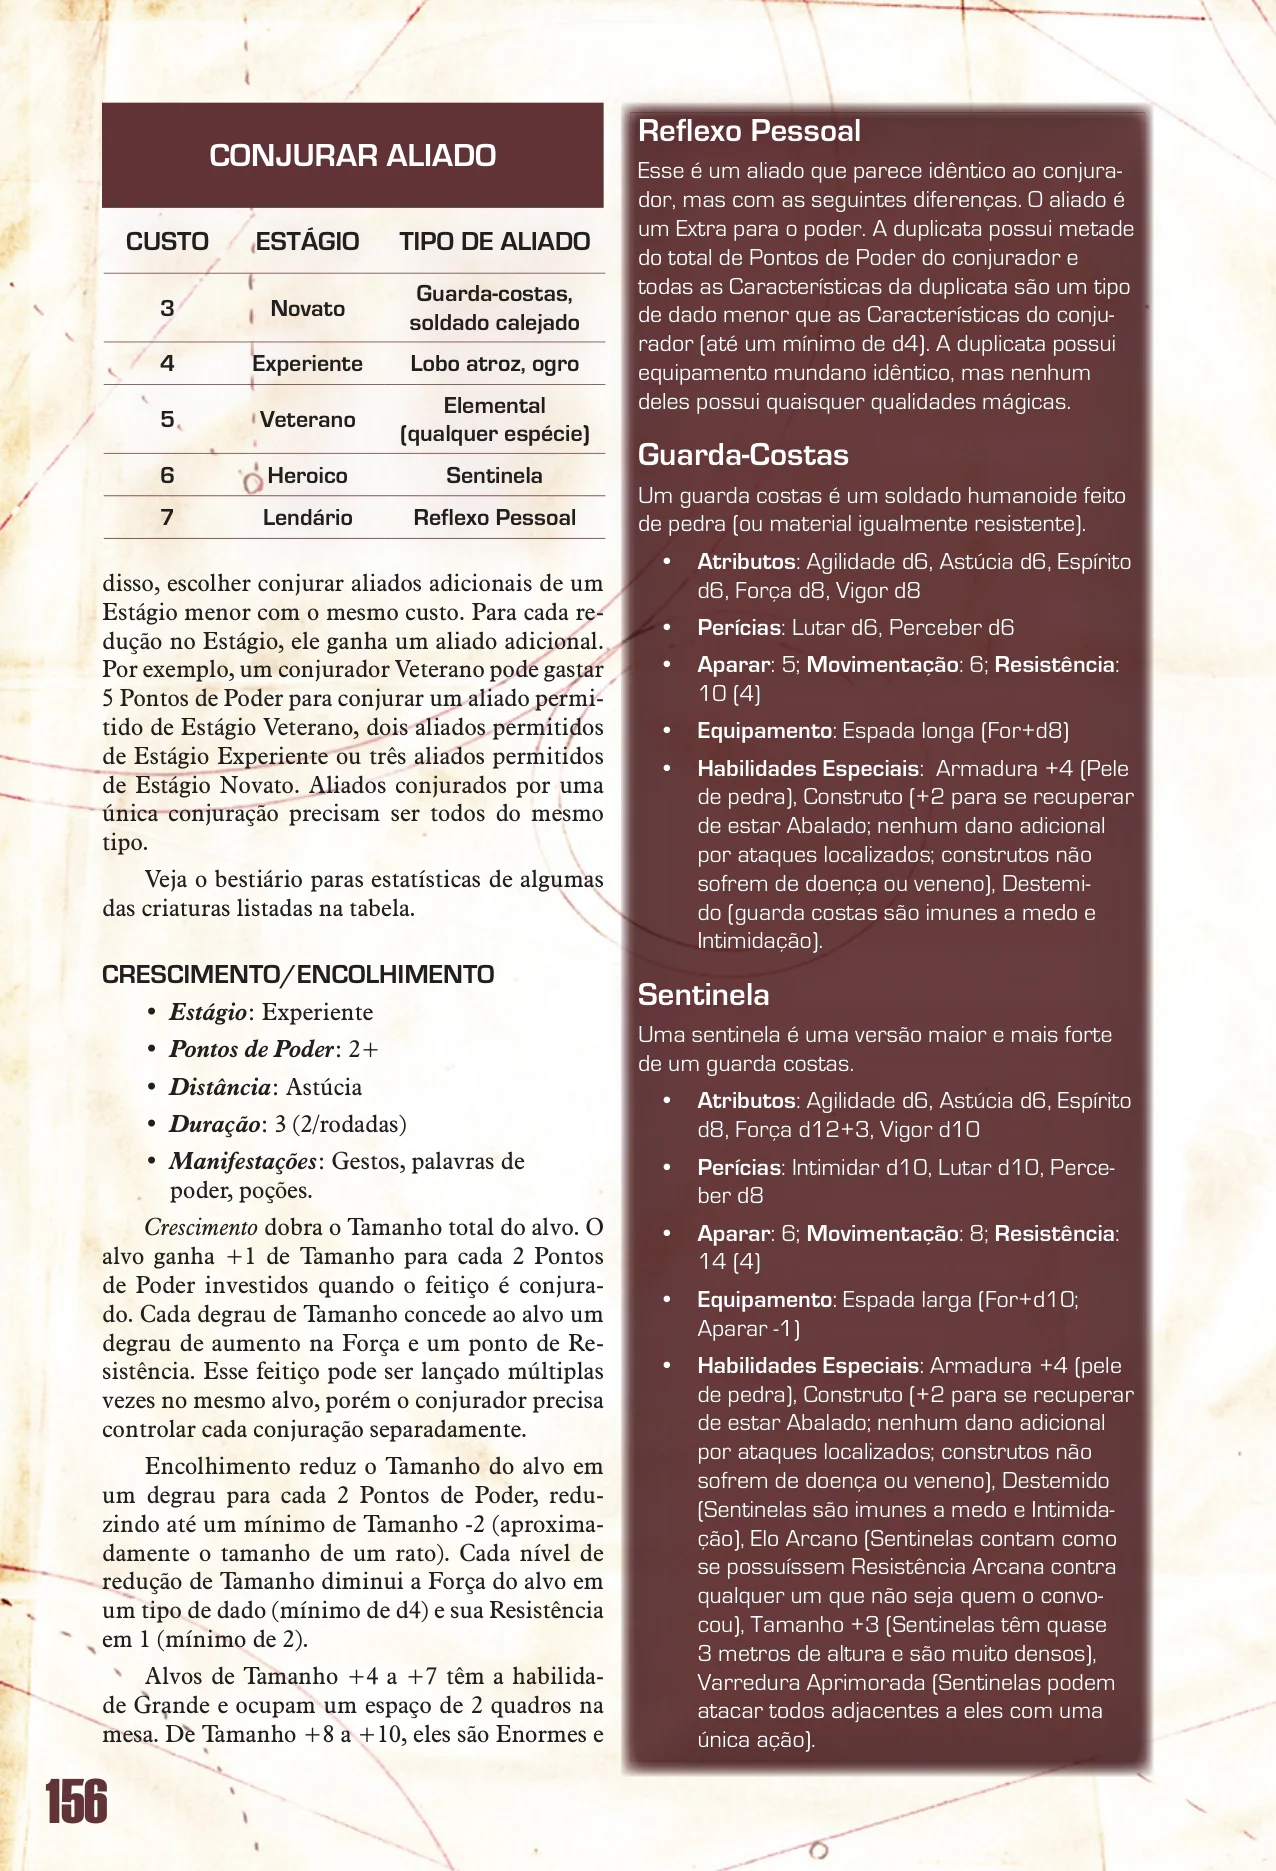 CONJURAR ALIADO
CUSTO ESTÁGIO TIPO DE ALIADO
3 Novato Guarda-costas, soldado calejado
4 Experiente Lobo atroz, ogro
5 Veterano Elemental (qualquer espécie)
6 Heroico Sentinela
7 Lendário Reflexo Pessoal
disso, escolher conjurar aliados adicionais de um
Estágio menor com o mesmo custo. Para cada re-
dução no Estágio, ele ganha um aliado adicional.
Por exemplo, um conjurador Veterano pode gastar
5 Pontos de Poder para conjurar um aliado permi-
tido de Estágio Veterano, dois aliados permitidos
de Estágio Experiente ou três aliados permitidos
de Estágio Novato. Aliados conjurados por uma
única conjuração precisam ser todos do mesmo
tipo.
Veja o bestiário paras estatísticas de algumas
das criaturas listadas na tabela.
CRESCIMENTO/ENCOLHIMENTO
• Estágio: Experiente
• Pontos de Poder: 2+
• Distância: Astúcia
• Duração: 3 (2/rodadas)
• Manifestações: Gestos, palavras de
poder, poções.
Crescimento dobra o Tamanho total do alvo. O
alvo ganha +1 de Tamanho para cada 2 Pontos
de Poder investidos quando o feitiço é conjura-
do. Cada degrau de Tamanho concede ao alvo um
degrau de aumento na Força e um ponto de Re-
sistência. Esse feitiço pode ser lançado múltiplas
vezes no mesmo alvo, porém o conjurador precisa
controlar cada conjuração separadamente.
Encolhimento reduz o Tamanho do alvo em
um degrau para cada 2 Pontos de Poder, redu-
zindo até um mínimo de Tamanho -2 (aproxima-
damente o tamanho de um rato). Cada nível de
redução de Tamanho diminui a Força do alvo em
um tipo de dado (mínimo de d4) e sua Resistência
em 1 (mínimo de 2).
Alvos de Tamanho +4 a +7 têm a habilida-
de Grande e ocupam um espaço de 2 quadros na
mesa. De Tamanho +8 a +10, eles são Enormes e
Reflexo Pessoal
Esse é um aliado que parece idêntico ao conjura-
dor, mas com as seguintes diferenças. O aliado é
um Extra para o poder. A duplicata possui metade
do total de Pontos de Poder do conjurador e
todas as Características da duplicata são um tipo
de dado menor que as Características do conju-
rador (até um mínimo de d4). A duplicata possui
equipamento mundano idêntico, mas nenhum
deles possui quaisquer qualidades mágicas.
Guarda-Costas
Um guarda costas é um soldado humanoide feito
de pedra (ou material igualmente resistente).
• Atributos: Agilidade d6, Astúcia d6, Espírito
d6, Força d8, Vigor d8
• Perícias: Lutar d6, Perceber d6
• Aparar: 5; Movimentação: 6; Resistência:
10 (4)
• Equipamento: Espada longa (For+d8)
• Habilidades Especiais: Armadura +4 (Pele
de pedra), Construto (+2 para se recuperar
de estar Abalado; nenhum dano adicional
por ataques localizados; construtos não
sofrem de doença ou veneno), Destemi-
do (guarda costas são imunes a medo e
Intimidação).
Sentinela
Uma sentinela é uma versão maior e mais forte
de um guarda costas.
• Atributos: Agilidade d6, Astúcia d6, Espírito
d8, Força d12+3, Vigor d10
• Perícias: Intimidar d10, Lutar d10, Perce-
ber d8
• Aparar: 6; Movimentação: 8; Resistência:
14 (4)
• Equipamento: Espada larga (For+d10;
Aparar -1)
• Habilidades Especiais: Armadura +4 (pele
de pedra), Construto (+2 para se recuperar
de estar Abalado; nenhum dano adicional
por ataques localizados; construtos não
sofrem de doença ou veneno), Destemido
(Sentinelas são imunes a medo e Intimida-
ção), Elo Arcano (Sentinelas contam como
se possuíssem Resistência Arcana contra
qualquer um que não seja quem o convo-
cou), Tamanho +3 (Sentinelas têm quase
3 metros de altura e são muito densos),
Varredura Aprimorada (Sentinelas podem
atacar todos adjacentes a eles com uma
única ação).
156